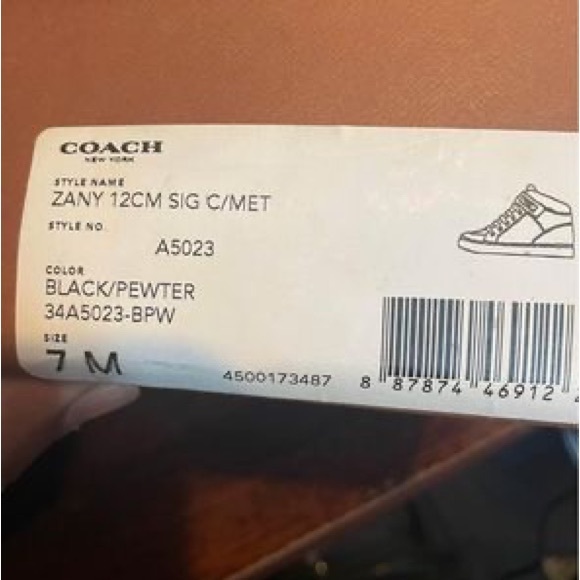 COACH
NEW YORK
STYLE NAME
ZANY 12CM SIG C/MET
STYLE NO.
A5023
COLOR
BLACK/PEWTER
34A5023-BPW
SIZE
7 M
4500173487
8 87874 46912